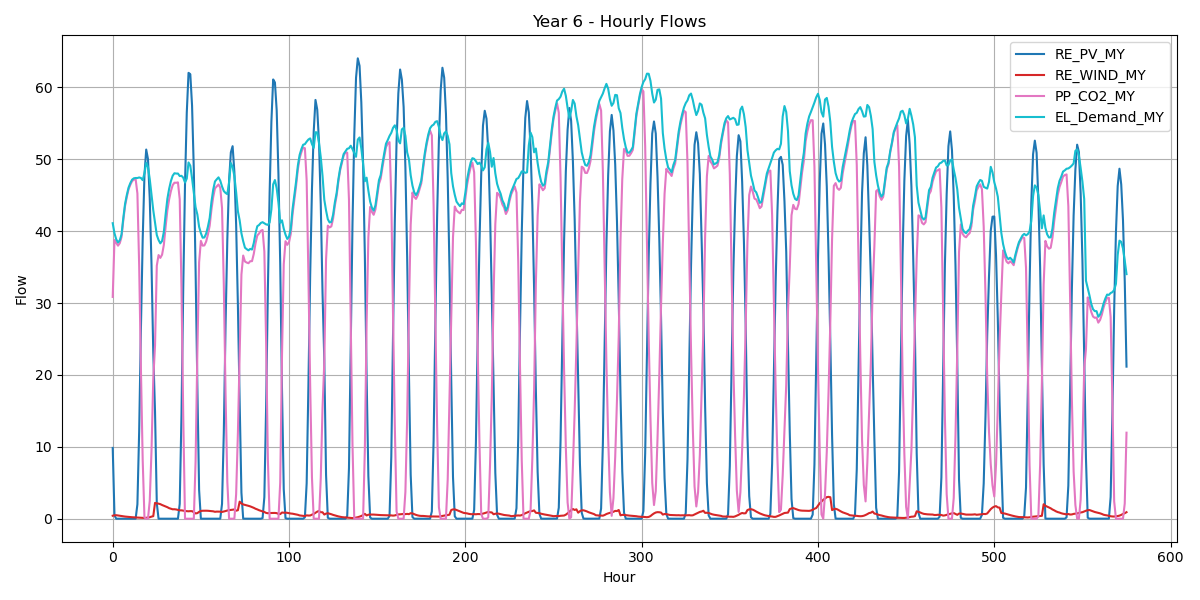 Year 6 - Hourly Flows
RE_PV_MY
RE_WIND_MY
PP_CO2_MY
EL_Demand_MY
Flow
60
50
40
30
20
10
0
0 100 200 300 400 500 600
Hour